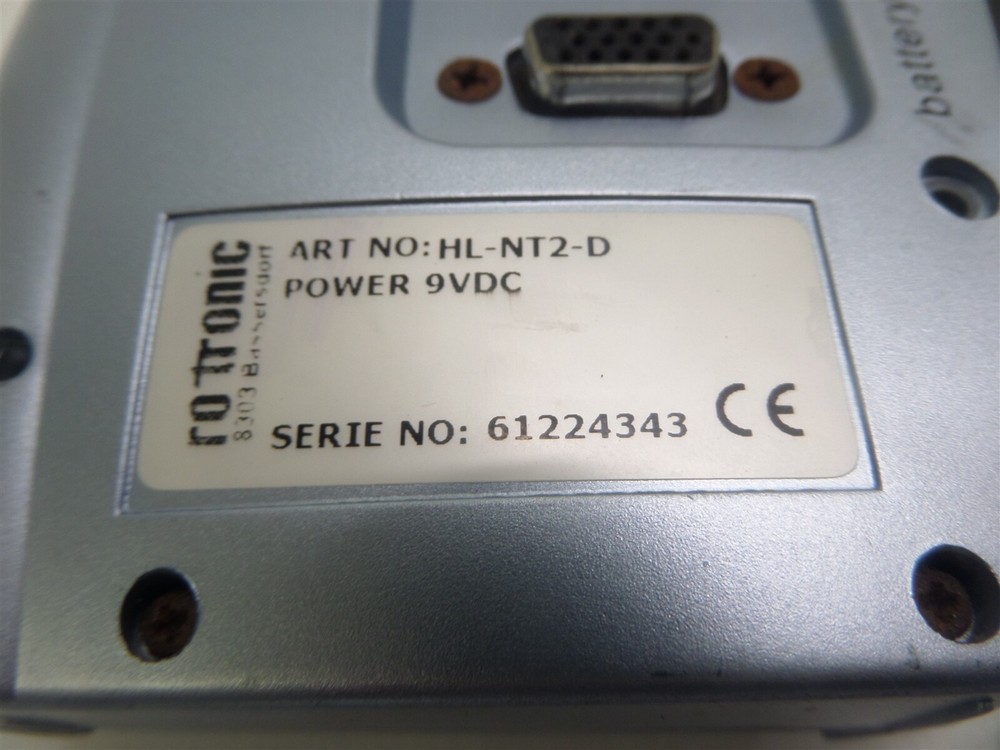 battery
ART NO: HL-NT2-D
POWER 9VDC
SERIE NO: 61224343
CE
rotronic
8303 Bassersdorf